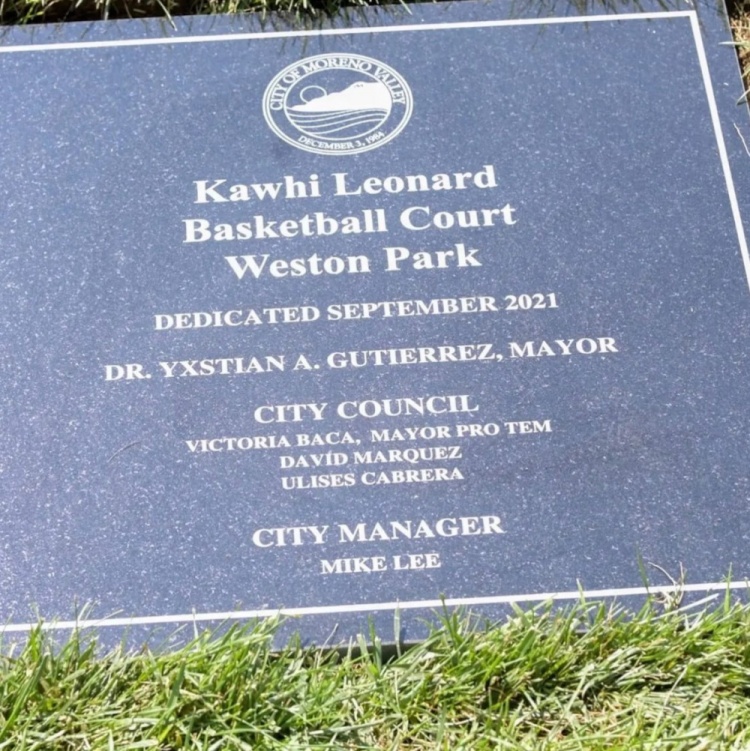 CITY OF MORENO VALLEY
DECEMBER 3, 1984
Kawhi Leonard
Basketball Court
Weston Park
DEDICATED SEPTEMBER 2021
DR. YXSTIAN A. GUTIERREZ, MAYOR
CITY COUNCIL
VICTORIA BACA, MAYOR PRO TEM
DAVID MARQUEZ
ULISES CABRERA
CITY MANAGER
MIKE LEE